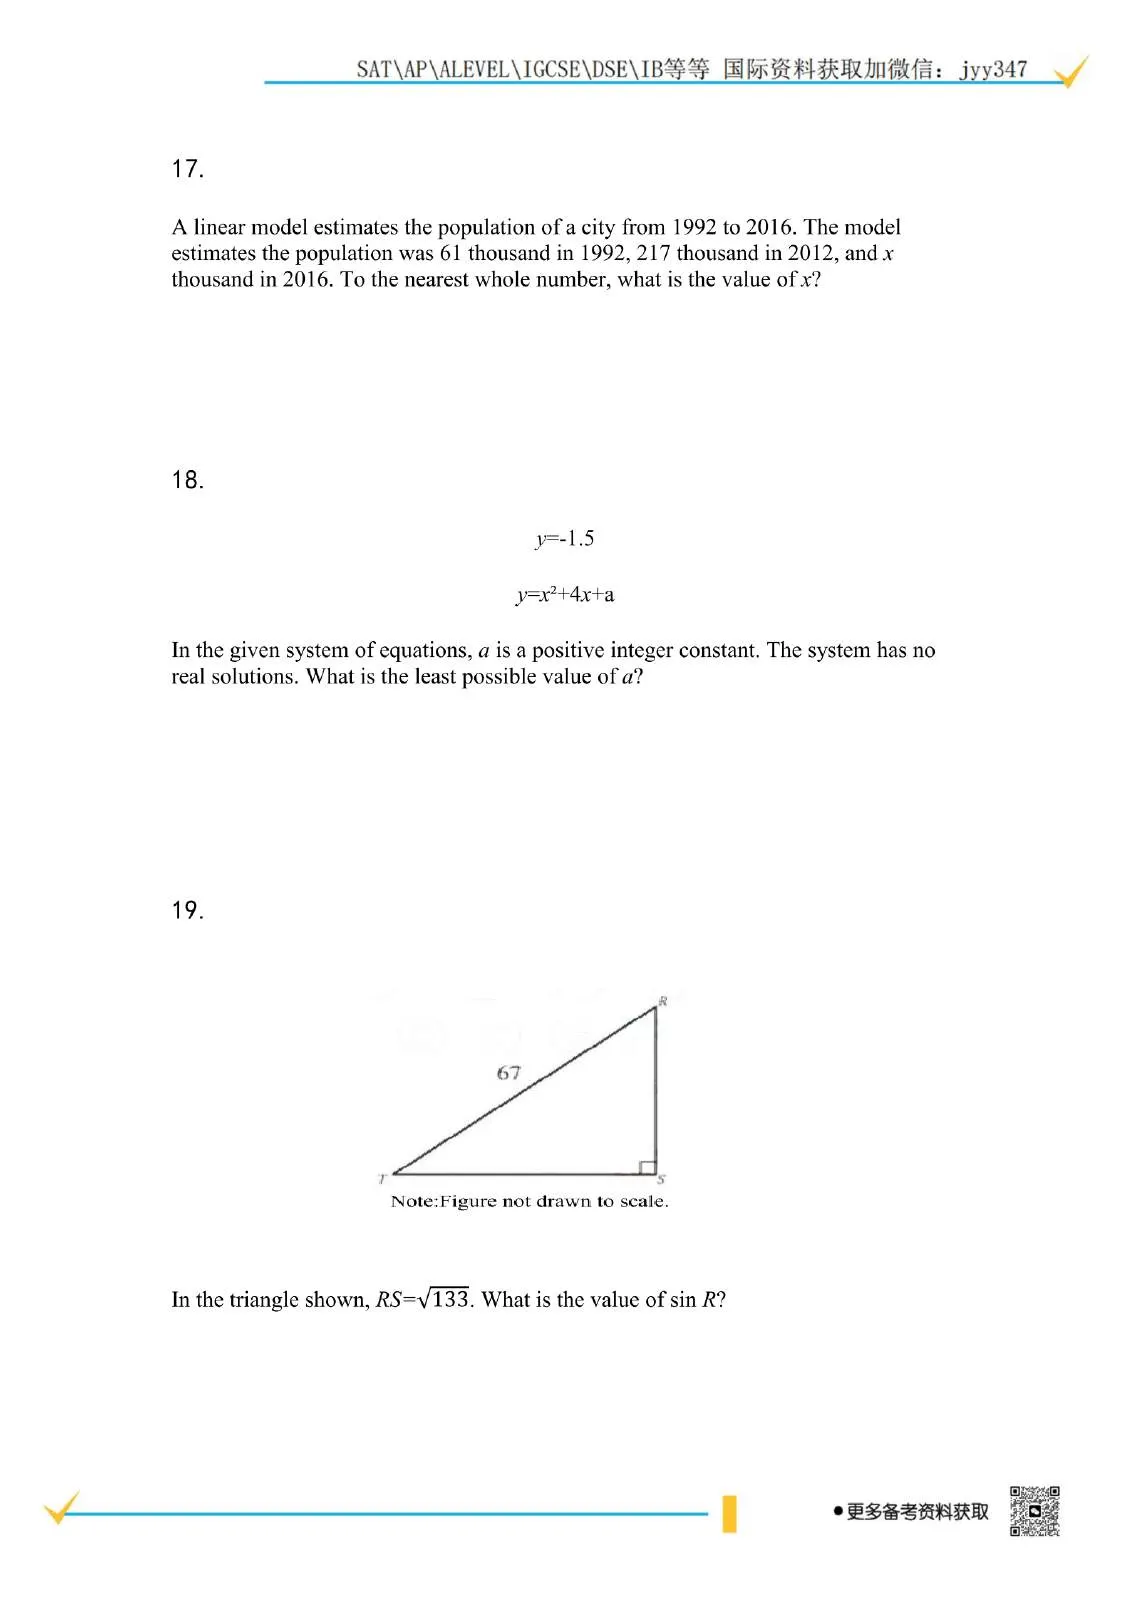 SAT\AP\ALEVEL\IGCSE\DSE\IB等等 国际资料获取加微信：jyy347
17.
A linear model estimates the population of a city from 1992 to 2016. The model
estimates the population was 61 thousand in 1992, 217 thousand in 2012, and x
thousand in 2016. To the nearest whole number, what is the value of x?
18.
y=-1.5
y=x²+4x+a
In the given system of equations, a is a positive integer constant. The system has no
real solutions. What is the least possible value of a?
19.
R
67
T
S
Note:Figure not drawn to scale.
In the triangle shown, RS=√133. What is the value of sin R?
●更多备考资料获取